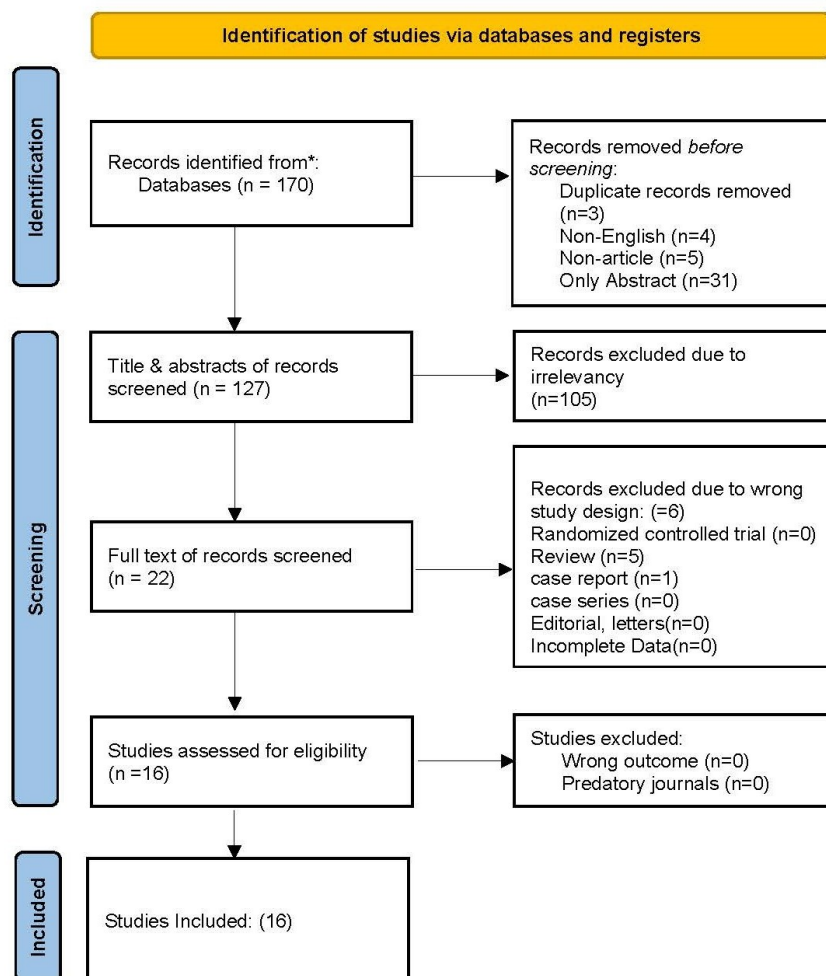 Identification of studies via databases and registers
Identification
Records identified from*:
Databases (n = 170)
Records removed before
screening:
Duplicate records removed
(n=3)
Non-English (n=4)
Non-article (n=5)
Only Abstract (n=31)
Screening
Title & abstracts of records
screened (n = 127)
Records excluded due to
irrelevancy
(n=105)
Full text of records screened
(n = 22)
Records excluded due to wrong
study design: (=6)
Randomized controlled trial (n=0)
Review (n=5)
case report (n=1)
case series (n=0)
Editorial, letters(n=0)
Incomplete Data(n=0)
Studies assessed for eligibility
(n =16)
Studies excluded:
Wrong outcome (n=0)
Predatory journals (n=0)
Included
Studies Included: (16)